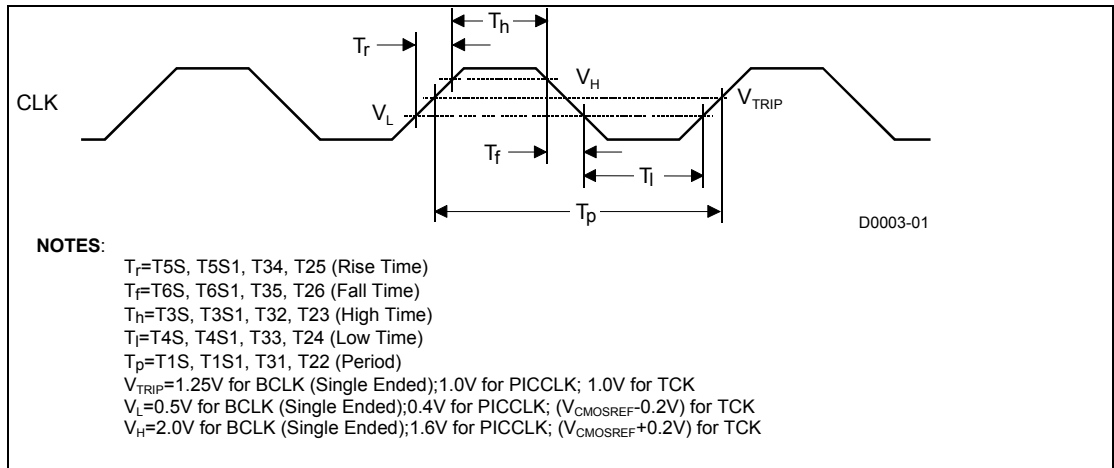 Th
Tr
CLK
VH
VTRIP
VL
Tf
Tl
Tp
D0003-01
NOTES:
Tr=T5S, T5S1, T34, T25 (Rise Time)
Tf=T6S, T6S1, T35, T26 (Fall Time)
Th=T3S, T3S1, T32, T23 (High Time)
Tl=T4S, T4S1, T33, T24 (Low Time)
Tp=T1S, T1S1, T31, T22 (Period)
VTRIP=1.25V for BCLK (Single Ended);1.0V for PICCLK; 1.0V for TCK
VL=0.5V for BCLK (Single Ended);0.4V for PICCLK; (VCMOSREF-0.2V) for TCK
VH=2.0V for BCLK (Single Ended);1.6V for PICCLK; (VCMOSREF+0.2V) for TCK